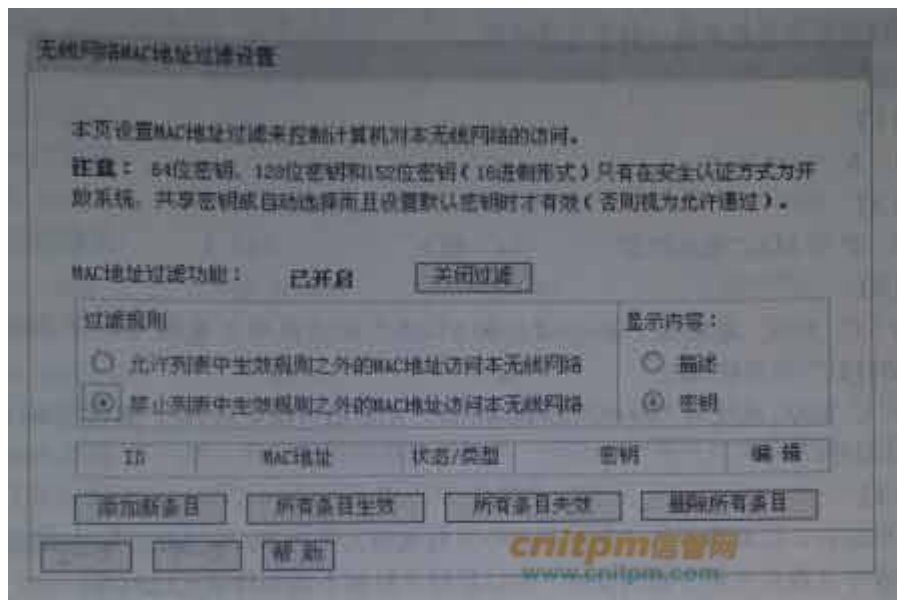 无线网络MAC地址过滤设置
本页设置MAC地址过滤来控制计算机对本无线网络的访问。
注意： 64位密钥、128位密钥和152位密钥（16进制形式）只有在安全认证方式为开
放系统、共享密钥或自动选择而且设置默认密钥时才有效（否则视为允许通过）。
MAC地址过滤功能： 已开启 关闭过滤
过滤规则 显示内容：
允许列表中生效规则之外的MAC地址访问本无线网络 描述
禁止列表中生效规则之外的MAC地址访问本无线网络 密钥
ID MAC地址 状态/类型 密钥 编辑
添加新条目 所有条目生效 所有条目失效 删除所有条目
帮助
cnitpm信管网
www.cnitpm.com